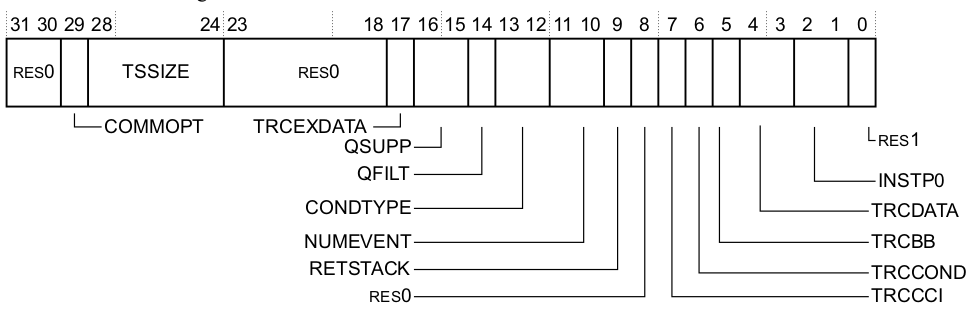 31 30 29 28 24 23 18 17 16 15 14 13 12 11 10 9 8 7 6 5 4 3 2 1 0
RES0 TSSIZE RES0
COMMOPT TRCEXDATA
QSUPP RES1
QFILT INSTP0
CONDTYPE TRCDATA
NUMEVENT TRCBB
RETSTACK TRCCOND
RES0 TRCCCI